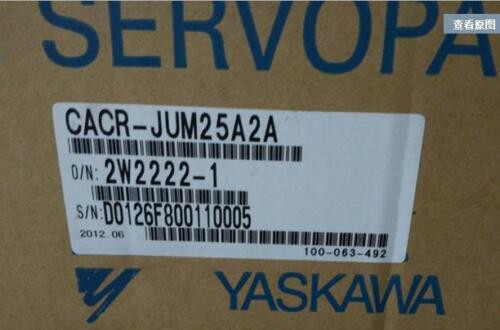 查看原图
SERVOPA
CACR-JUM25A2A
O/N: 2W2222-1
S/N: D0126F800110005
2012.06
100-063-492
YASKAWA